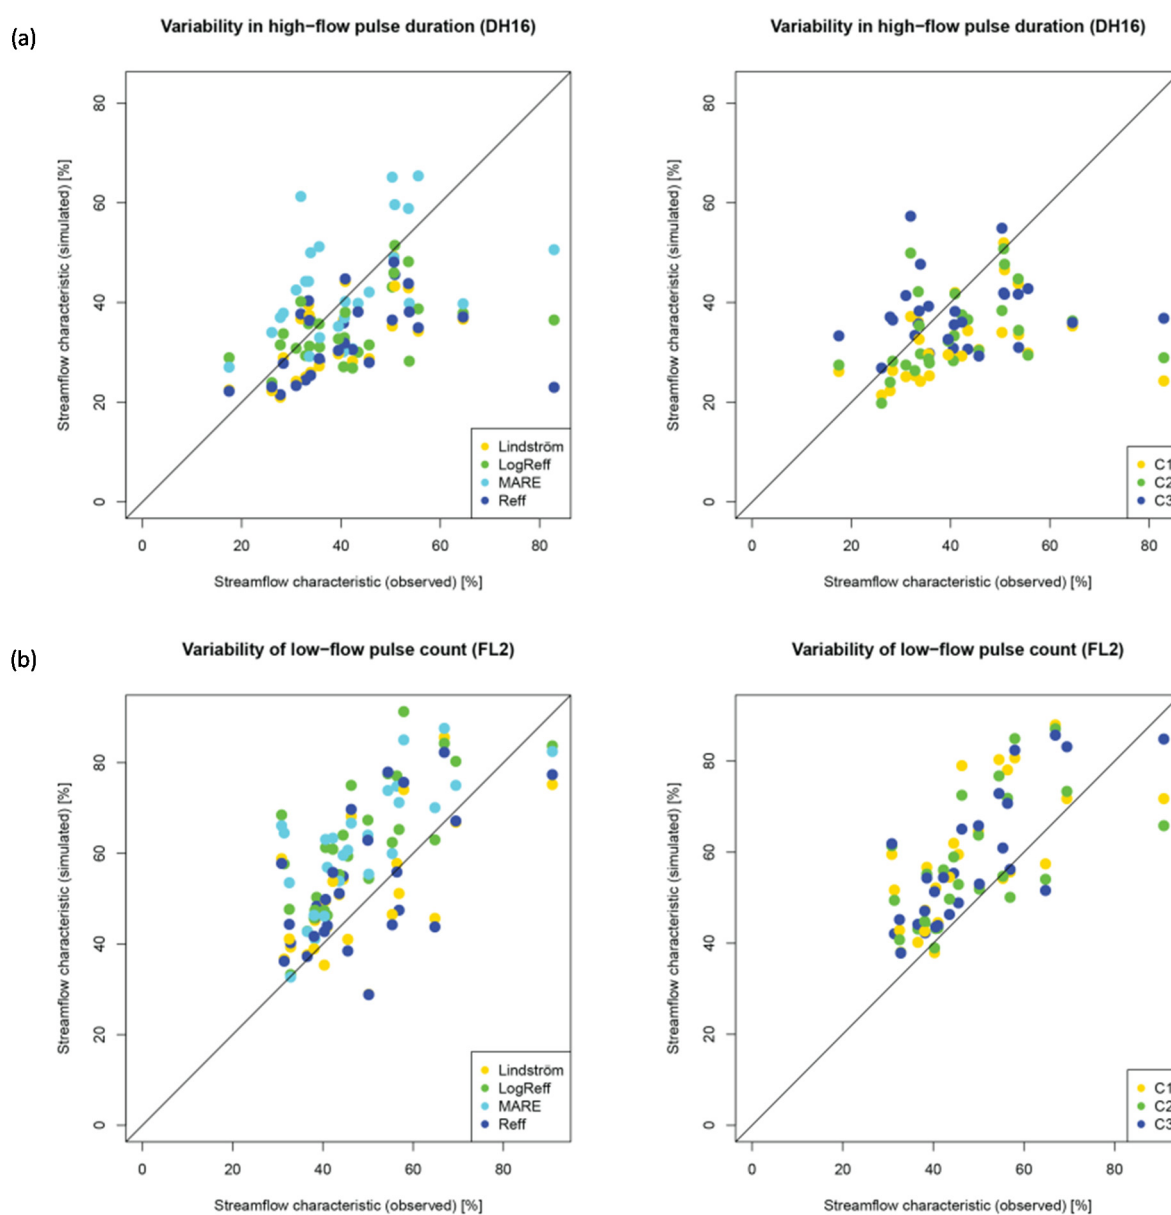 (a)
Variability in high−flow pulse duration (DH16)
Streamflow characteristic (simulated) [%]
80
60
40
20
0
Lindström
LogReff
MARE
Reff
0 20 40 60 80
Streamflow characteristic (observed) [%]
Variability in high−flow pulse duration (DH16)
Streamflow characteristic (simulated) [%]
80
60
40
20
0
C1
C2
C3
0 20 40 60 80
Streamflow characteristic (observed) [%]
(b)
Variability of low−flow pulse count (FL2)
Streamflow characteristic (simulated) [%]
80
60
40
20
0
Lindström
LogReff
MARE
Reff
0 20 40 60 80
Streamflow characteristic (observed) [%]
Variability of low−flow pulse count (FL2)
Streamflow characteristic (simulated) [%]
80
60
40
20
0
C1
C2
C3
0 20 40 60 80
Streamflow characteristic (observed) [%]